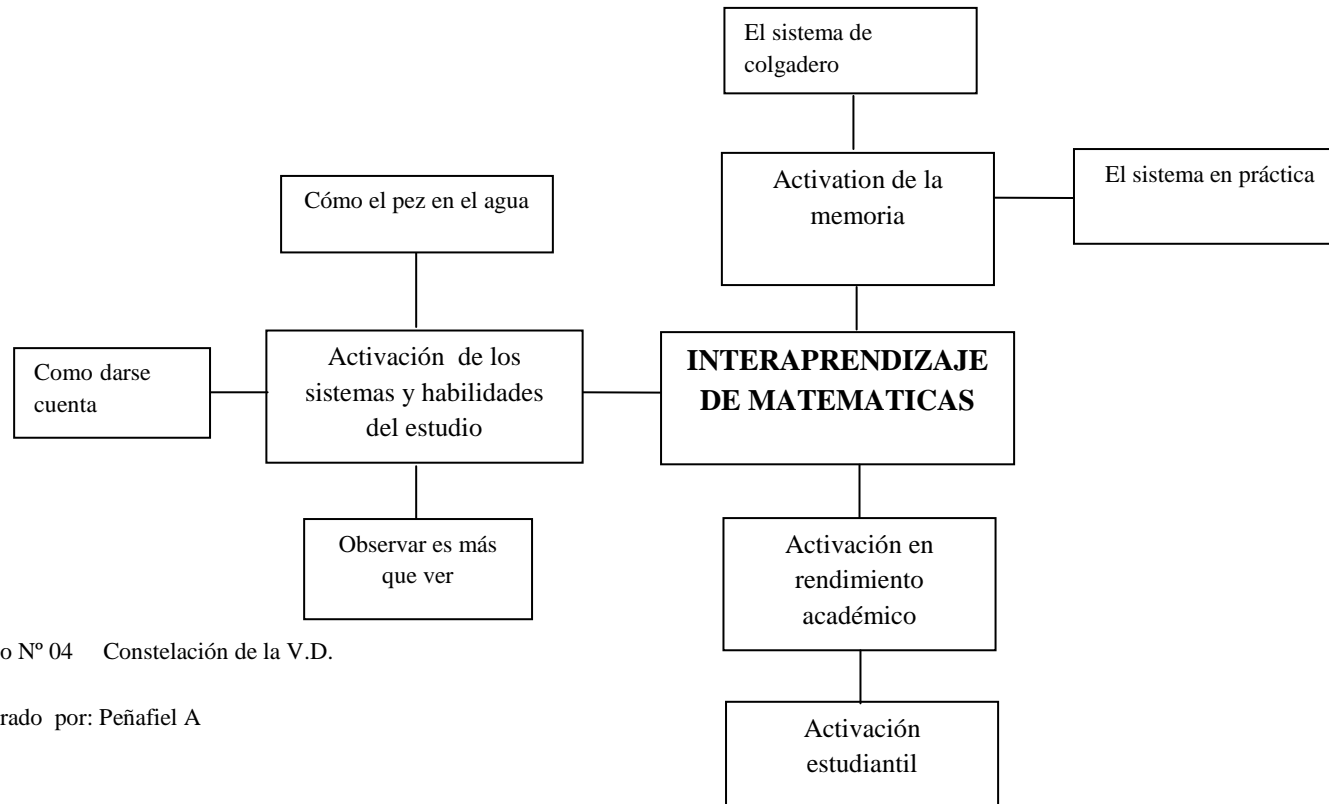 El sistema de
colgadero
Activation de la
memoria
El sistema en práctica
Cómo el pez en el agua
Como darse
cuenta
Activación de los
sistemas y habilidades
del estudio
INTERAPRENDIZAJE
DE MATEMATICAS
Observar es más
que ver
Activación en
rendimiento
académico
o Nº 04 Constelación de la V.D.
rado por: Peñafiel A
Activación
estudiantil